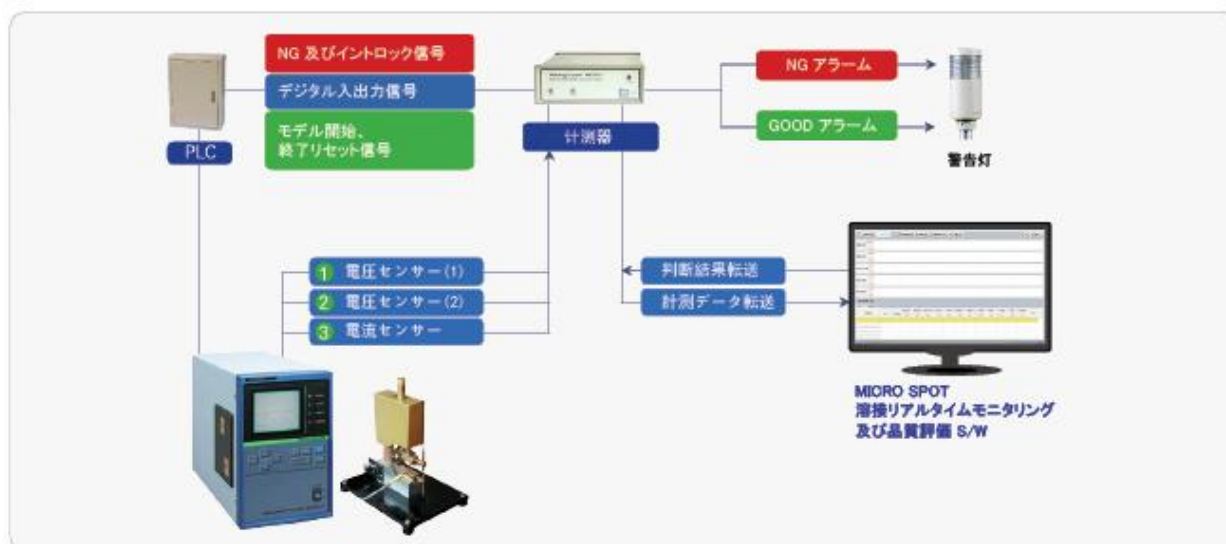 NG 及びイントロック信号
デジタル入出力信号
モデル開始、
終了リセット信号
PLC
计測器
NG アラーム
GOOD アラーム
警告灯
1 電圧センサー(1)
2 電圧センサー(2)
3 電流センサー
判断結果転送
計測データ転送
MICRO SPOT
溶接リアルタイムモニタリング
及び品質評価 S/W